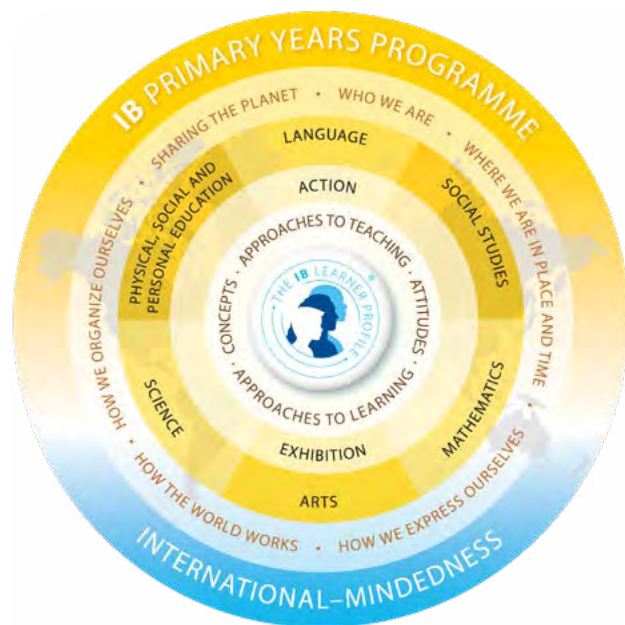 IB PRIMARY YEARS PROGRAMME
SHARING THE PLANET • WHO WE ARE • WHERE WE ARE IN PLACE AND TIME • HOW WE EXPRESS OURSELVES • HOW THE WORLD WORKS • HOW WE ORGANIZE OURSELVES •
LANGUAGE
SOCIAL STUDIES
MATHEMATICS
ARTS
SCIENCE
PHYSICAL, SOCIAL AND
PERSONAL EDUCATION
ACTION
EXHIBITION
APPROACHES TO TEACHING • ATTITUDES • APPROACHES TO LEARNING • CONCEPTS •
• THE IB LEARNER PROFILE •
®
INTERNATIONAL–MINDEDNESS